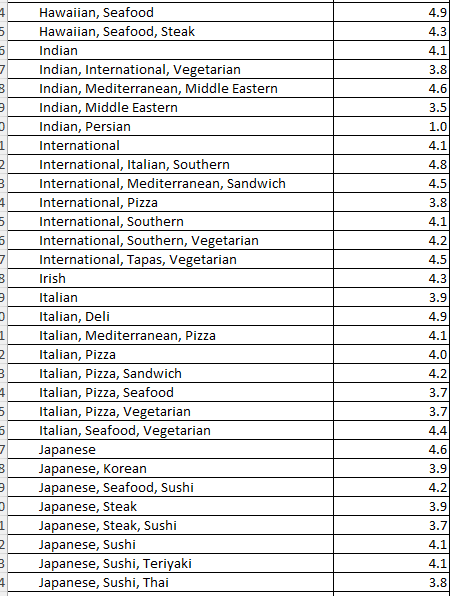 4 Hawaiian, Seafood 4.9
5 Hawaiian, Seafood, Steak 4.3
6 Indian 4.1
7 Indian, International, Vegetarian 3.8
8 Indian, Mediterranean, Middle Eastern 4.6
9 Indian, Middle Eastern 3.5
0 Indian, Persian 1.0
1 International 4.1
2 International, Italian, Southern 4.8
3 International, Mediterranean, Sandwich 4.5
4 International, Pizza 3.8
5 International, Southern 4.1
6 International, Southern, Vegetarian 4.2
7 International, Tapas, Vegetarian 4.5
8 Irish 4.3
9 Italian 3.9
0 Italian, Deli 4.9
1 Italian, Mediterranean, Pizza 4.1
2 Italian, Pizza 4.0
3 Italian, Pizza, Sandwich 4.2
4 Italian, Pizza, Seafood 3.7
5 Italian, Pizza, Vegetarian 3.7
6 Italian, Seafood, Vegetarian 4.4
7 Japanese 4.6
8 Japanese, Korean 3.9
9 Japanese, Seafood, Sushi 4.2
0 Japanese, Steak 3.9
1 Japanese, Steak, Sushi 3.7
2 Japanese, Sushi 4.1
3 Japanese, Sushi, Teriyaki 4.1
4 Japanese, Sushi, Thai 3.8